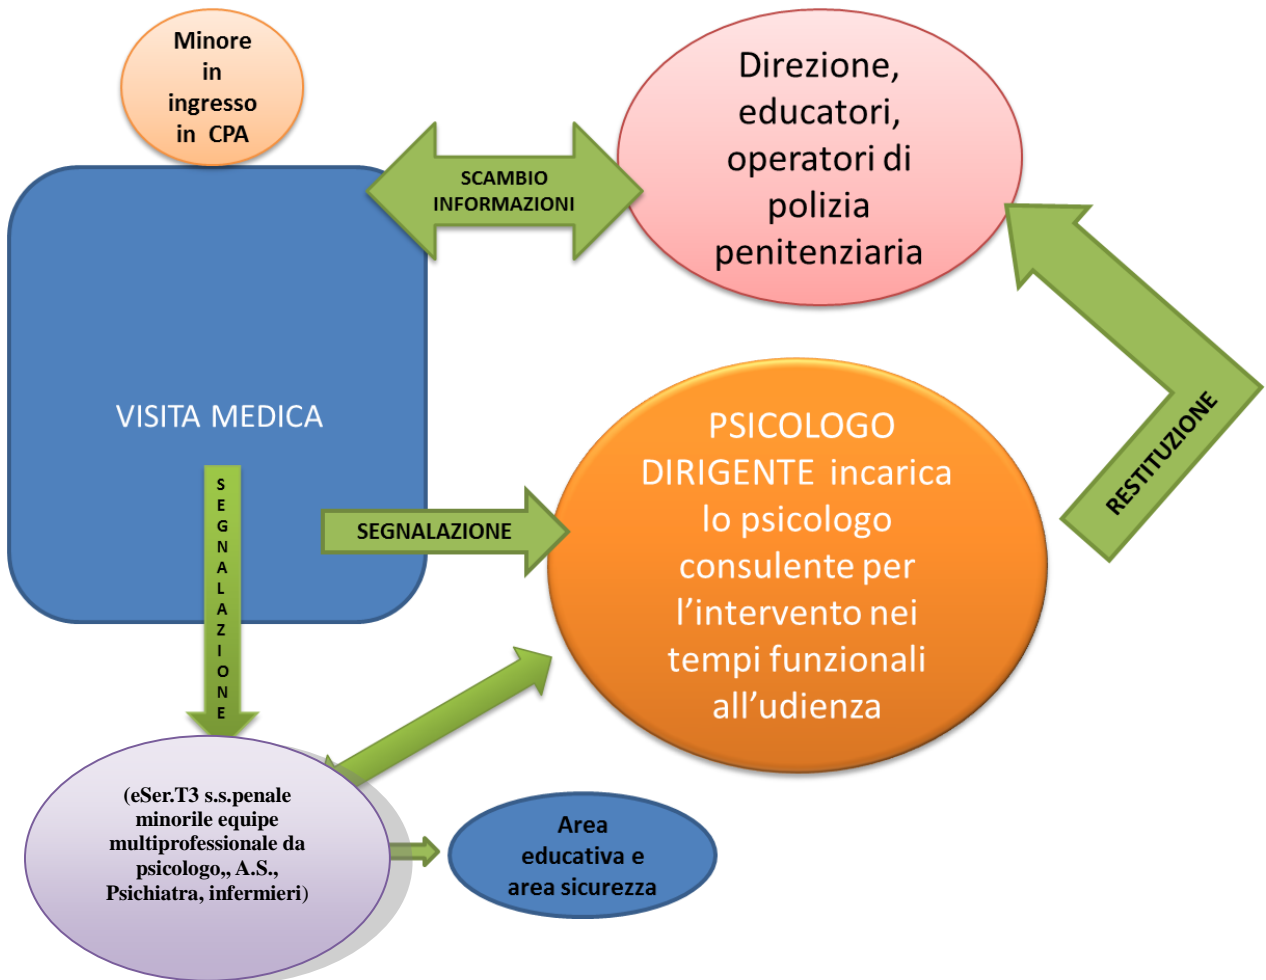 Minore
in
ingresso
in CPA
Direzione,
educatori,
operatori di
polizia
penitenziaria
SCAMBIO
INFORMAZIONI
VISITA MEDICA
SEGNALAZIONE
SEGNALAZIONE
PSICOLOGO
DIRIGENTE incarica
lo psicologo
consulente per
l’intervento nei
tempi funzionali
all’udienza
RESTITUZIONE
(eSer.T3 s.s.penale
minorile equipe
multiprofessionale da
psicologo,, A.S.,
Psichiatra, infermieri)
Area
educativa e
area sicurezza